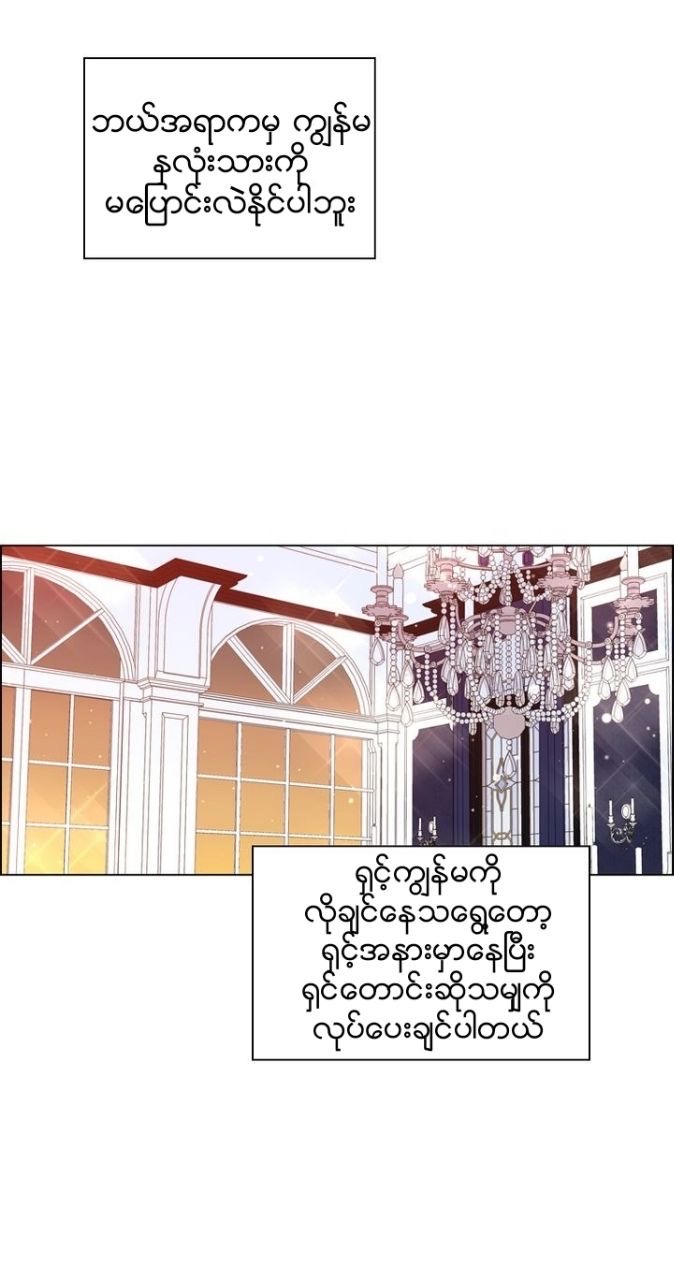 ဘယ်အရာကမှ ကျွန်မ
နှလုံးသားကို
မပြောင်းလဲနိုင်ပါဘူး
ရှင့်ကျွန်မကို
လိုချင်နေသရွေ့တော့
ရှင့်အနားမှာနေပြီး
ရှင်တောင်းဆိုသမျှကို
လုပ်ပေးချင်ပါတယ်